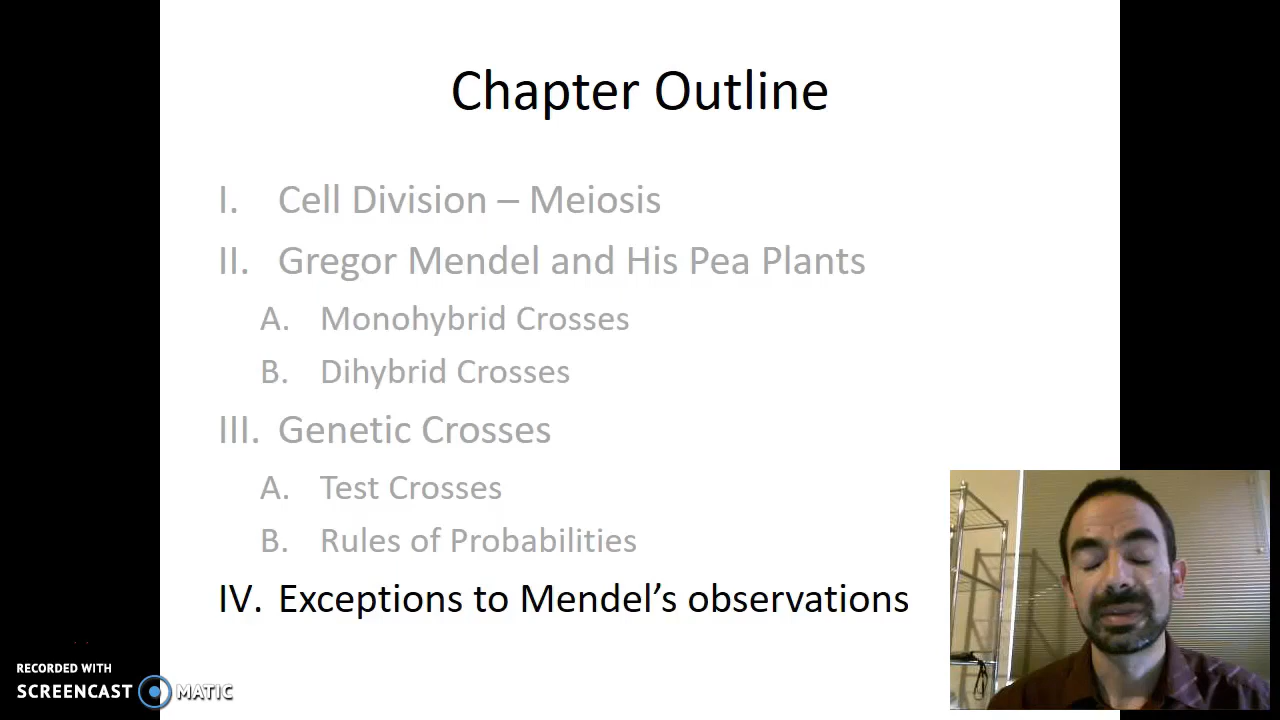 Chapter Outline
I. Cell Division – Meiosis
II. Gregor Mendel and His Pea Plants
A. Monohybrid Crosses
B. Dihybrid Crosses
III. Genetic Crosses
A. Test Crosses
B. Rules of Probabilities
IV. Exceptions to Mendel’s observations
RECORDED WITH
SCREENCAST MATIC